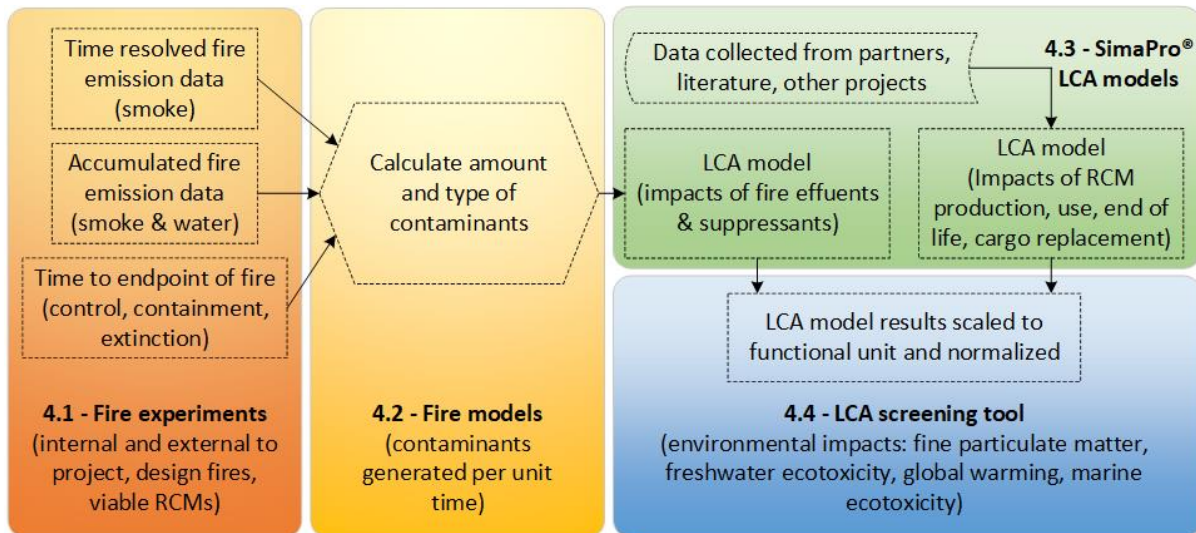 Time resolved fire
emission data
(smoke)
Accumulated fire
emission data
(smoke & water)
Time to endpoint of fire
(control, containment,
extinction)
4.1 - Fire experiments
(internal and external to
project, design fires,
viable RCMs)
Calculate amount
and type of
contaminants
4.2 - Fire models
(contaminants
generated per unit
time)
Data collected from partners,
literature, other projects
4.3 - SimaPro®
LCA models
LCA model
(impacts of fire effuents
& suppressants)
LCA model
(Impacts of RCM
production, use, end of
life, cargo replacement)
LCA model results scaled to
functional unit and normalized
4.4 - LCA screening tool
(environmental impacts: fine particulate matter,
freshwater ecotoxicity, global warming, marine
ecotoxicity)